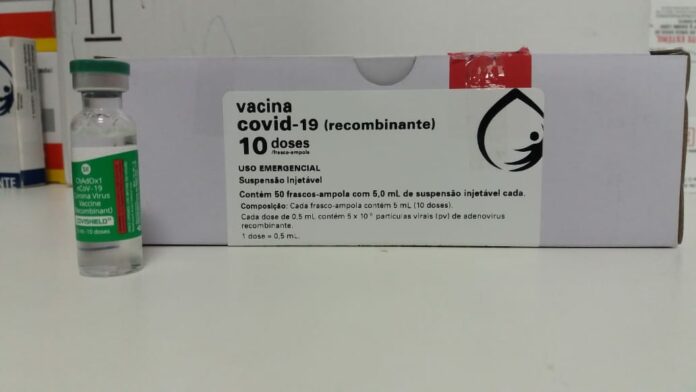 vacina
covid-19 (recombinante)
10 doses
/frasco-ampola
USO EMERGENCIAL
Suspensão Injetável
Contém 50 frascos-ampola com 5,0 mL de suspensão injetável cada.
Composição: Cada frasco-ampola contém 5 mL (10 doses).
Cada dose de 0,5 mL contém 5 x 10 partículas virais (pv) de adenovírus
recombinante.
1 dose = 0,5 mL.
ChAdOx1
nCoV-19
Corona Virus
Vaccine
(Recombinant)
COVISHIELD
10 doses